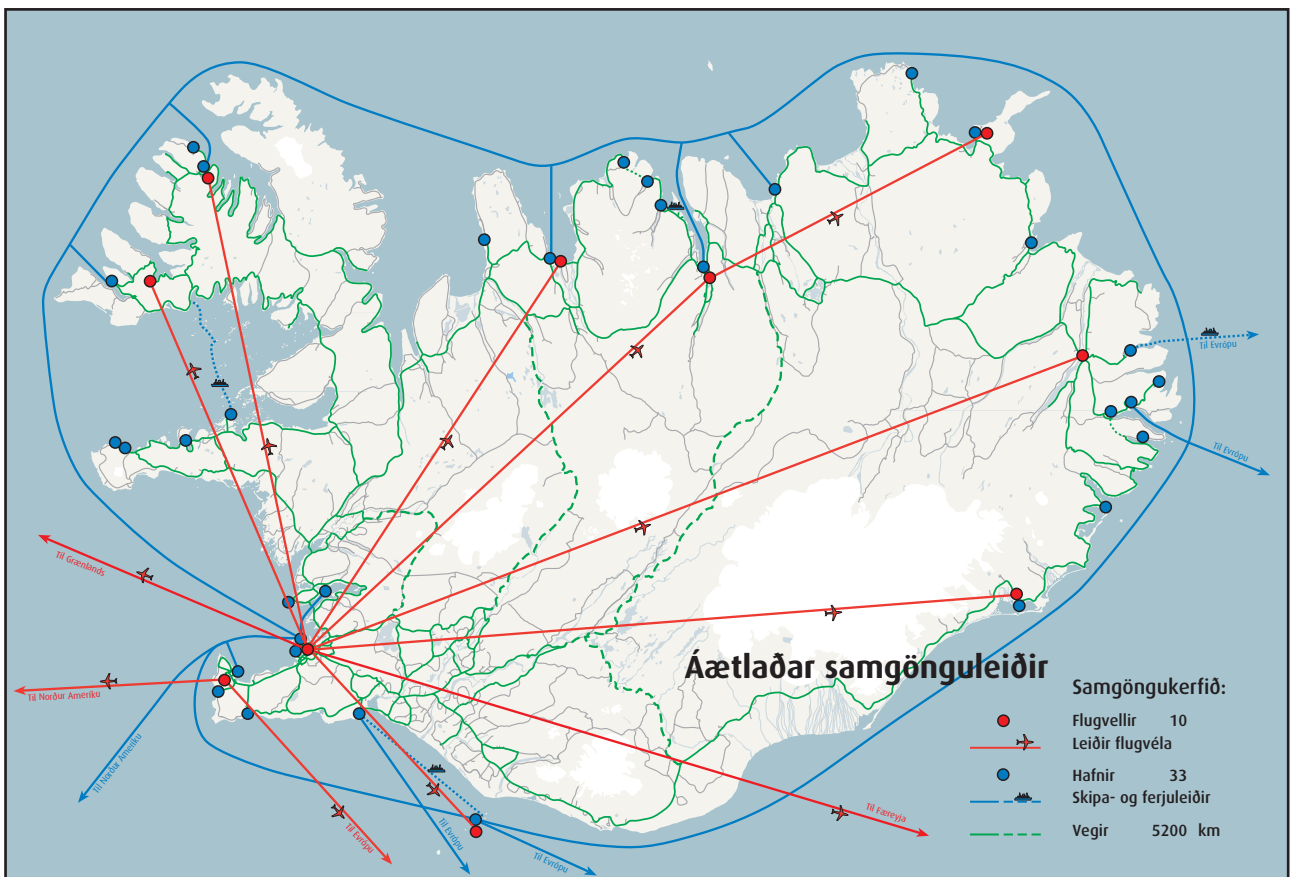 Til Evrópu
Til Evrópu
Til Grænlands
Áætlaðar samgönguleiðir
Samgöngukerfið:
Til Norður Ameríku
Flugvellir 10
Leiðir flugvéla
Til Norður Ameríku
Hafnir 33
Skipa- og ferjuleiðir
Til Færeyja
Vegir 5200 km
Til Evrópu
Til Evrópu
Til Evrópu